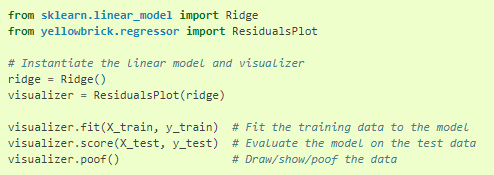 from sklearn.linear_model import Ridge
from yellowbrick.regressor import ResidualsPlot
# Instantiate the linear model and visualizer
ridge = Ridge()
visualizer = ResidualsPlot(ridge)
visualizer.fit(X_train, y_train)  # Fit the training data to the model
visualizer.score(X_test, y_test)  # Evaluate the model on the test data
visualizer.poof()                 # Draw/show/poof the data